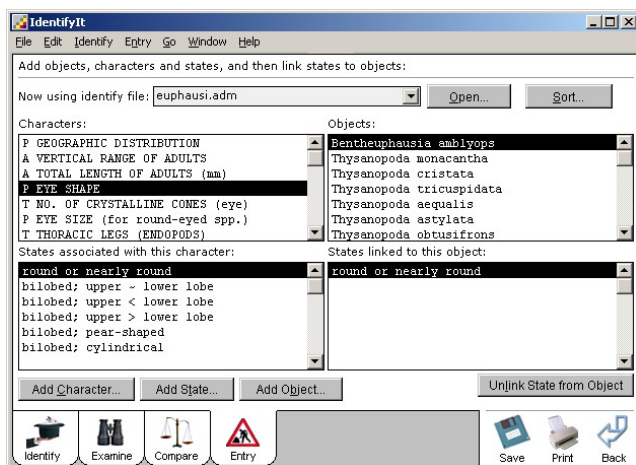 IdentifyIt
File Edit Identify Entry Go Window Help
Add objects, characters and states, and then link states to objects:
Now using identify file: euphausi.adm Open... Sort...
Characters:
P GEOGRAPHIC DISTRIBUTION
A VERTICAL RANGE OF ADULTS
A TOTAL LENGTH OF ADULTS (mm)
P EYE SHAPE
T NO. OF CRYSTALLINE CONES (eye)
P EYE SIZE (for round-eyed spp.)
T THORACIC LEGS (ENDOPODS)
Objects:
Bentheuphausia amblyops
Thysanopoda monacantha
Thysanopoda cristata
Thysanopoda tricuspidata
Thysanopoda aequalis
Thysanopoda astylata
Thysanopoda obtusifrons
States associated with this character:
round or nearly round
bilobed; upper ~ lower lobe
bilobed; upper < lower lobe
bilobed; upper > lower lobe
bilobed; pear-shaped
bilobed; cylindrical
States linked to this object:
round or nearly round
Add Character... Add State... Add Object... Unlink State from Object
Identify Examine Compare Entry Save Print Back